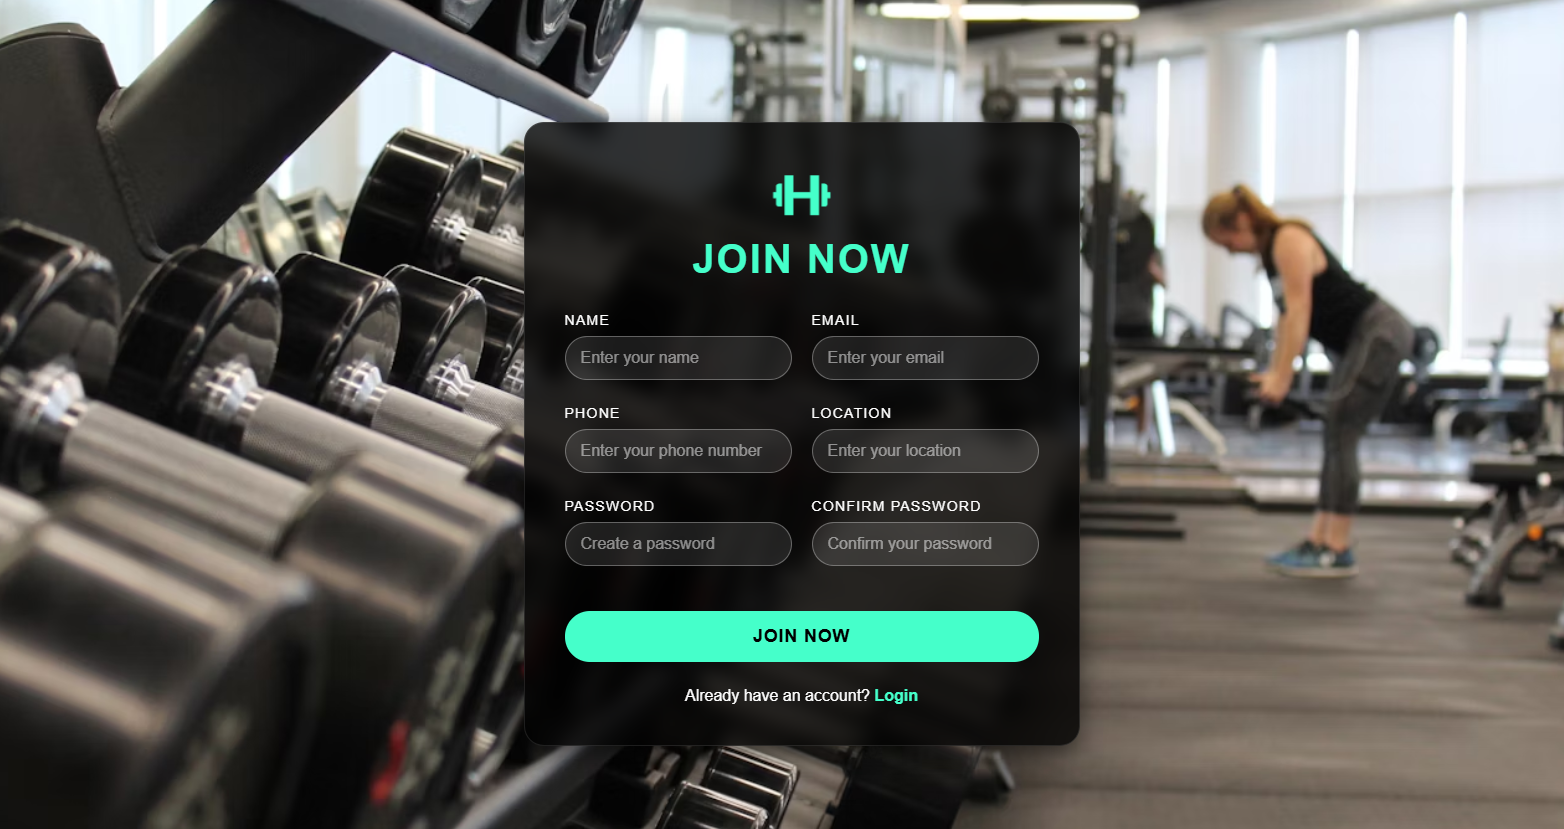 JOIN NOW
NAME
EMAIL
Enter your name
Enter your email
PHONE
LOCATION
Enter your phone number
Enter your location
PASSWORD
CONFIRM PASSWORD
Create a password
Confirm your password
JOIN NOW
Already have an account? Login